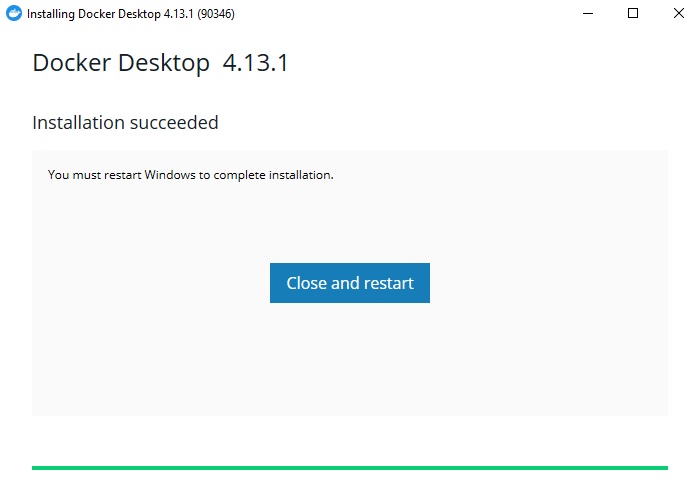 Installing Docker Desktop 4.13.1 (90346)
Docker Desktop 4.13.1
Installation succeeded
You must restart Windows to complete installation.
Close and restart